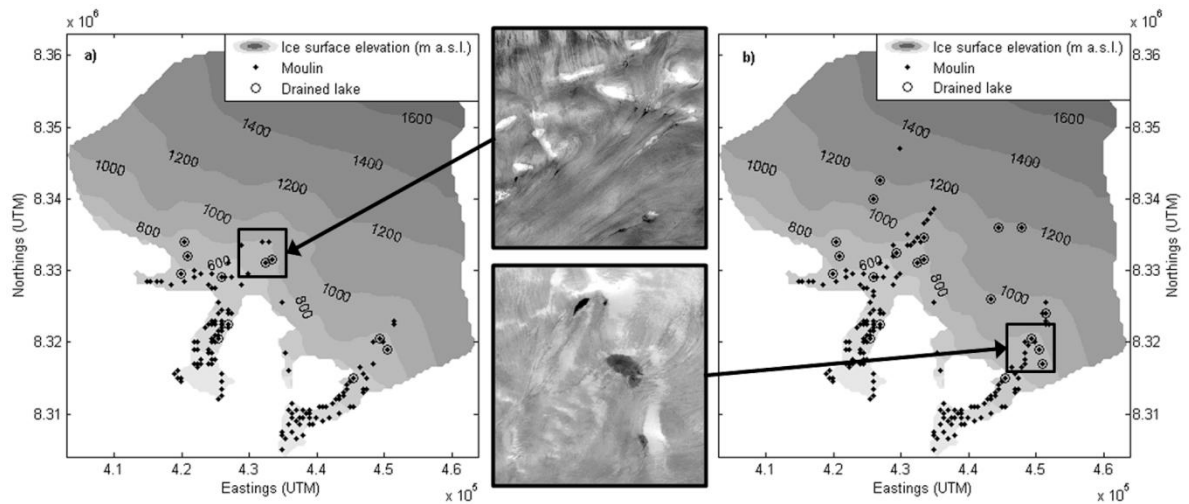 x 10⁶
8.36
8.35
8.34
8.33
8.32
8.31
Northings (UTM)
a)
Ice surface elevation (m a.s.l.)
Moulin
Drained lake
1600
1400
1400
1200
1200
1200
1000
1000
1000
800
800
600
4.1 4.2 4.3 4.4 4.5 4.6
Eastings (UTM)
x 10⁵
x 10⁶
8.36
8.35
8.34
8.33
8.32
8.31
Northings (UTM)
b)
Ice surface elevation (m a.s.l.)
Moulin
Drained lake
1600
1400
1400
1200
1200
1200
1000
1000
1000
800
800
600
4.1 4.2 4.3 4.4 4.5 4.6
Eastings (UTM)
x 10⁵